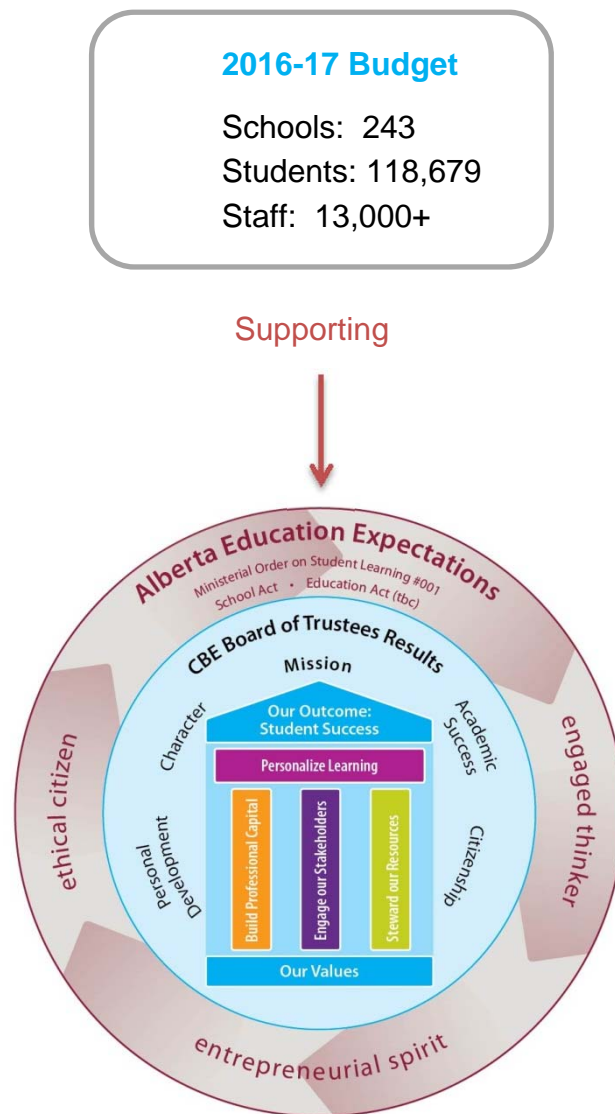 2016-17 Budget
Schools: 243
Students: 118,679
Staff: 13,000+
Supporting
Alberta Education Expectations
Ministerial Order on Student Learning #001
School Act • Education Act (tbc)
CBE Board of Trustees Results
Mission
Character
Academic
Success
Our Outcome:
Student Success
Personalize Learning
Build Professional Capital
Engage our Stakeholders
Steward our Resources
Personal
Development
Citizenship
Our Values
ethical citizen
engaged thinker
entrepreneurial spirit